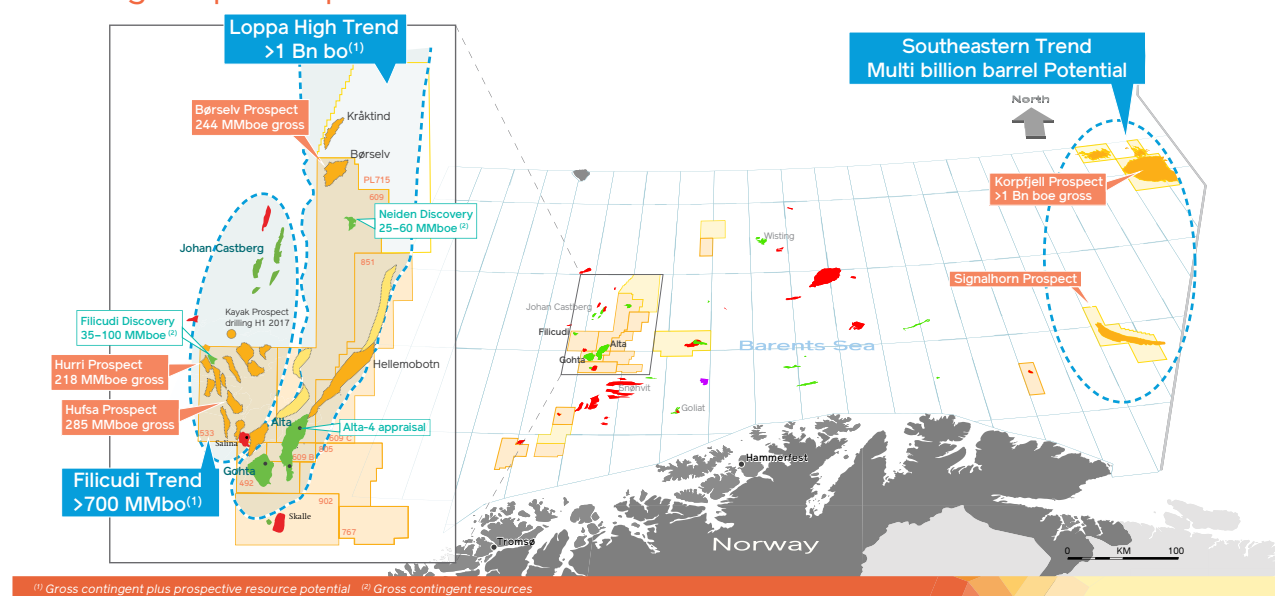 Loppa High Trend
>1 Bn bo(1)
Southeastern Trend
Multi billion barrel Potential
North
Børselv Prospect
244 MMboe gross
Kråktind
Børselv
PL715
609
Korpfjell Prospect
>1 Bn boe gross
Neiden Discovery
25–60 MMboe (2)
Johan Castberg
851
Wisting
Signalhorn Prospect
Kayak Prospect
drilling H1 2017
Filicudi Discovery
35–100 MMboe (2)
Johan Castberg
Filicudi
Alta
Gohta
Barents Sea
Hurri Prospect
218 MMboe gross
Hellemobotn
Snøhvit
Goliat
Hufsa Prospect
285 MMboe gross
Alta
Alta-4 appraisal
533
Salina
609 C
805
609 B
Gohta
492
Hammerfest
Filicudi Trend
>700 MMbo(1)
902
Skalle
767
Tromsø
Norway
0 KM 100
(1) Gross contingent plus prospective resource potential (2) Gross contingent resources